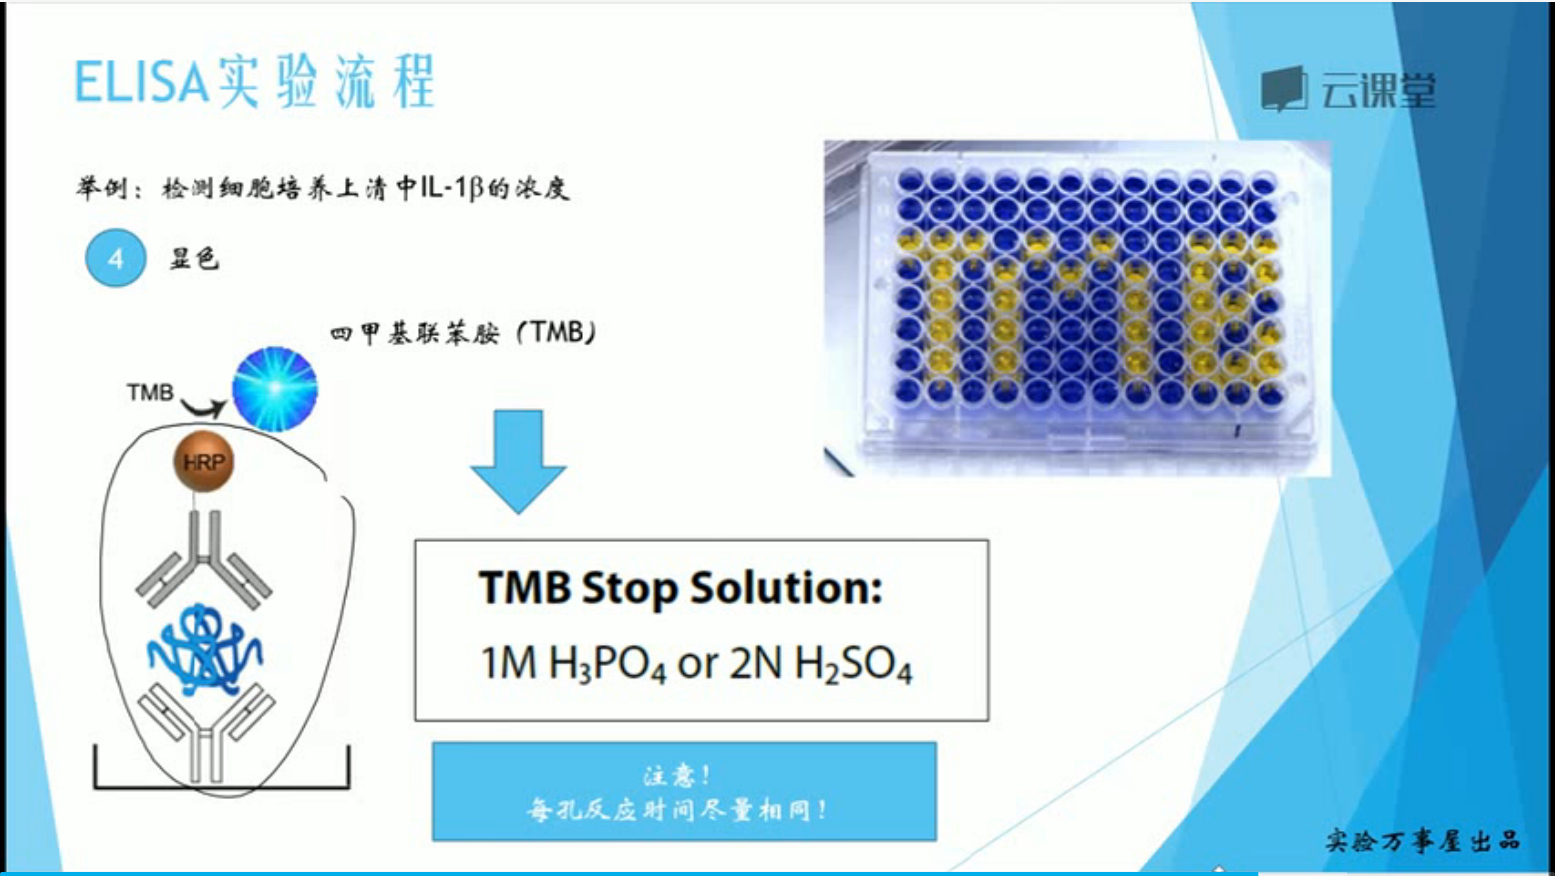 ELISA实验流程
云课堂
举例：检测细胞培养上清中IL-1β的浓度
4 显色
四甲基联苯胺（TMB）
TMB
HRP
TMB Stop Solution:
1M H₃PO₄ or 2N H₂SO₄
注意！
每孔反应时间尽量相同！
实验万事屋出品